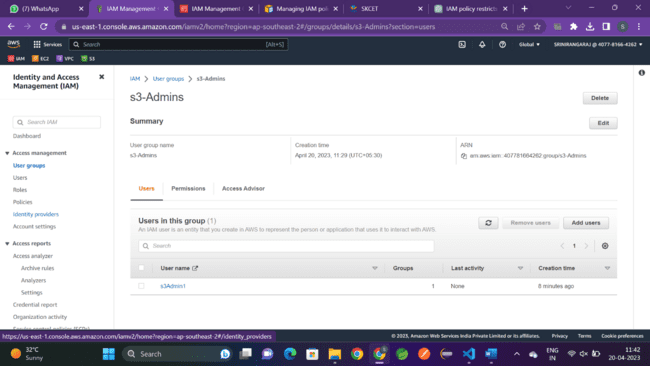 (7) WhatsApp
IAM Management
IAM Management
Managing IAM poli
SKCET
IAM policy restricti
us-east-1.console.aws.amazon.com/iamv2/home?region=ap-southeast-2#/groups/details/s3-Admins?section=users
aws
Services
Search
[Alt+S]
Global
SRINIRANGARAJ @ 4077-8166-4262
IAM
EC2
VPC
S3
Identity and Access
Management (IAM)
Search IAM
Dashboard
Access management
User groups
Users
Roles
Policies
Identity providers
Account settings
Access reports
Access analyzer
Archive rules
Analyzers
Settings
Credential report
Organization activity
Service control policies (SCPs)
IAM
User groups
s3-Admins
s3-Admins
Delete
Summary
Edit
User group name
s3-Admins
Creation time
April 20, 2023, 11:29 (UTC+05:30)
ARN
arn:aws:iam::407781664262:group/s3-Admins
Users
Permissions
Access Advisor
Users in this group (1)
An IAM user is an entity that you create in AWS to represent the person or application that uses it to interact with AWS.
Remove users
Add users
Search
1
User name
Groups
Last activity
Creation time
s3Admin1
1
None
8 minutes ago
https://us-east-1.console.aws.amazon.com/iamv2/home?region=ap-southeast-2#/identity_providers
© 2023, Amazon Web Services India Private Limited or its affiliates.
Privacy
Terms
Cookie preferences
32°C
Sunny
Search
ENG
IN
11:42
20-04-2023